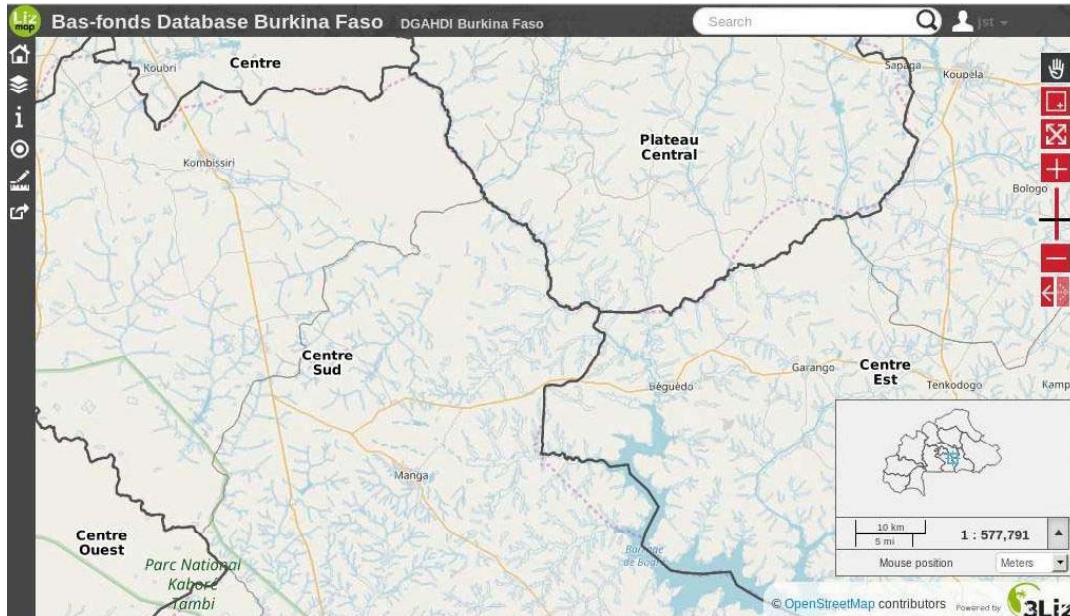 Liz
map
Bas-fonds Database Burkina Faso DGAHDI Burkina Faso
Search
jst
Centre
Koubri
Sapaga
Koupela
Plateau
Central
Kombissiri
Bologo
Centre
Sud
Garango
Centre
Est
Béguédo
Tenkodogo
Kamp
Manga
Centre
Ouest
Parc National
Kaboré
Tambi
10 km
5 mi
1 : 577,791
Mouse position
Meters
© OpenStreetMap contributors
Powered by
3Liz